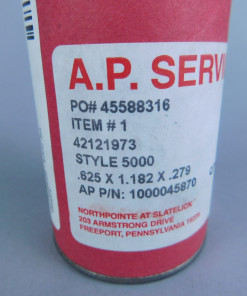 A.P. SERV
PO# 45588316
ITEM # 1
42121973
STYLE 5000
.625 X 1.182 X .279
AP P/N: 1000045870
NORTHPOINTE AT SLATELICK
203 ARMSTRONG DRIVE
FREEPORT, PENNSYLVANIA